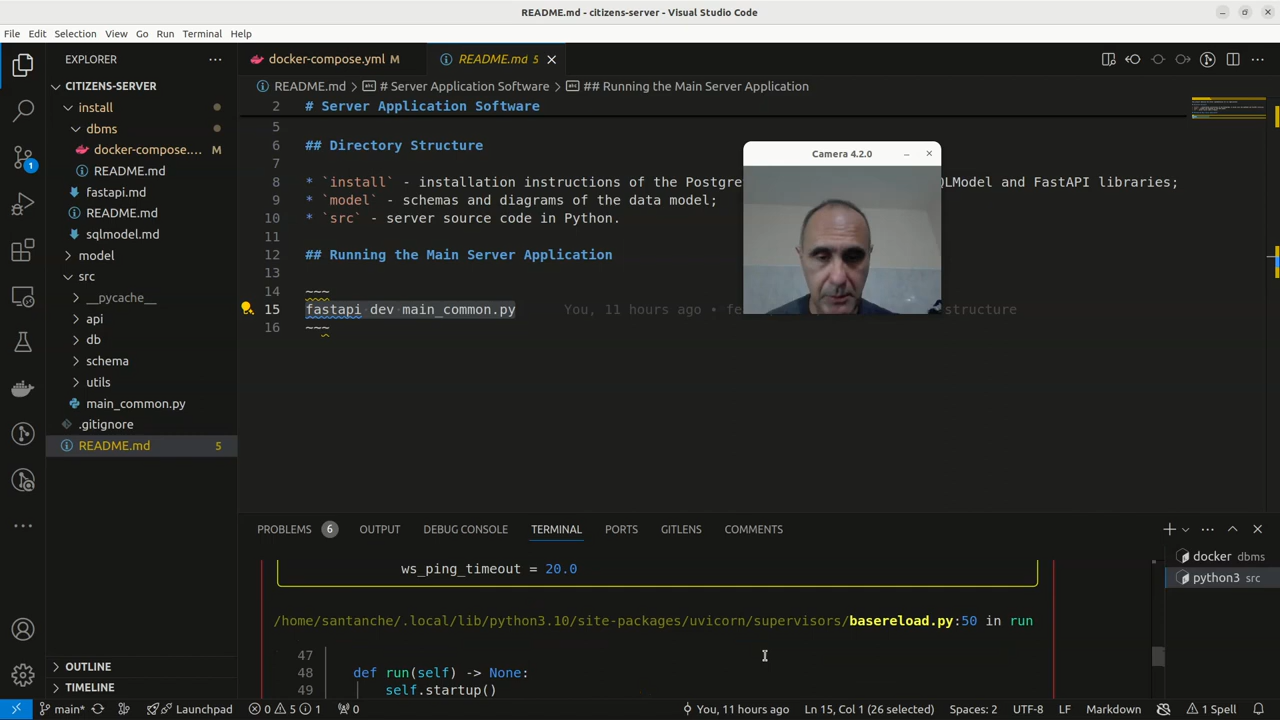 README.md - citizens-server - Visual Studio Code
File Edit Selection View Go Run Terminal Help
EXPLORER
docker-compose.yml M
README.md 5
CITIZENS-SERVER
README.md > # Server Application Software > ## Running the Main Server Application
install
dbms
docker-compose.... M
README.md
fastapi.md
README.md
sqlmodel.md
model
src
__pycache__
api
db
schema
utils
main_common.py
.gitignore
README.md 5
OUTLINE
TIMELINE
2 # Server Application Software
5
6 ## Directory Structure
7
8 * `install` - installation instructions of the Postgre
QLModel and FastAPI libraries;
9 * `model` - schemas and diagrams of the data model;
10 * `src` - server source code in Python.
11
12 ## Running the Main Server Application
13
14 ~~~
15 fastapi dev main_common.py You, 11 hours ago • fe
structure
16 ~~~
Camera 4.2.0
1
PROBLEMS 6 OUTPUT DEBUG CONSOLE TERMINAL PORTS GITLENS COMMENTS
docker dbms
python3 src
ws_ping_timeout = 20.0
/home/santanche/.local/lib/python3.10/site-packages/uvicorn/supervisors/basereload.py:50 in run
47
48 def run(self) -> None:
49 self.startup()
main* Launchpad 0 5 1 0 You, 11 hours ago Ln 15, Col 1 (26 selected) Spaces: 2 UTF-8 LF Markdown 1 Spell